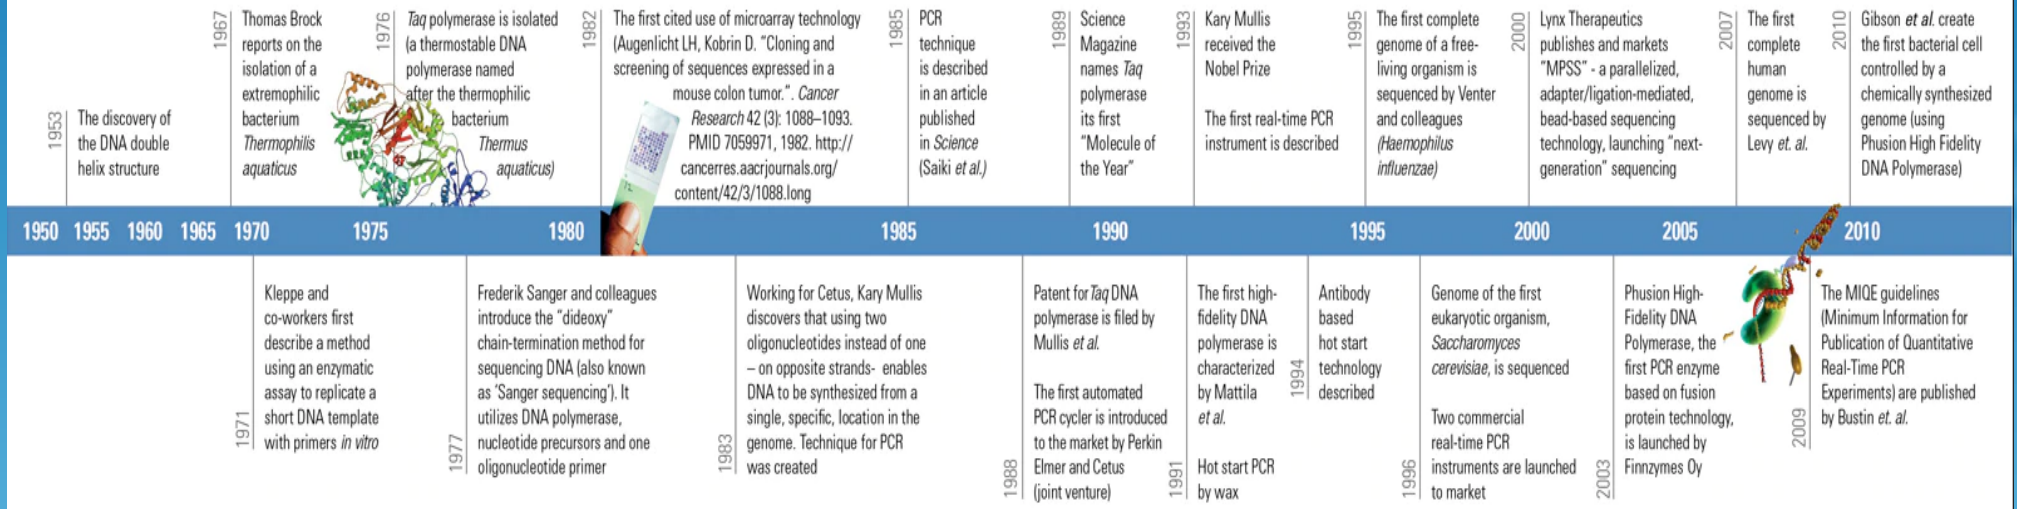 1953
The discovery of
the DNA double
helix structure
1967
Thomas Brock
reports on the
isolation of a
extremophilic
bacterium
Thermophilis
aquaticus
1976
Taq polymerase is isolated
(a thermostable DNA
polymerase named
after the thermophilic
bacterium
Thermus
aquaticus)
1982
The first cited use of microarray technology
(Augenlicht LH, Kobrin D. "Cloning and
screening of sequences expressed in a
mouse colon tumor.". Cancer
Research 42 (3): 1088–1093.
PMID 7059971, 1982. http://
cancerres.aacrjournals.org/
content/42/3/1088.long
1985
PCR
technique
is described
in an article
published
in Science
(Saiki et al.)
1989
Science
Magazine
names Taq
polymerase
its first
"Molecule of
the Year"
1993
Kary Mullis
received the
Nobel Prize
The first real-time PCR
instrument is described
1995
The first complete
genome of a free-
living organism is
sequenced by Venter
and colleagues
(Haemophilus
influenzae)
2000
Lynx Therapeutics
publishes and markets
"MPSS" - a parallelized,
adapter/ligation-mediated,
bead-based sequencing
technology, launching "next-
generation" sequencing
2007
The first
complete
human
genome is
sequenced by
Levy et. al.
2010
Gibson et al. create
the first bacterial cell
controlled by a
chemically synthesized
genome (using
Phusion High Fidelity
DNA Polymerase)
1950 1955 1960 1965 1970 1975 1980 1985 1990 1995 2000 2005 2010
1971
Kleppe and
co-workers first
describe a method
using an enzymatic
assay to replicate a
short DNA template
with primers in vitro
1977
Frederik Sanger and colleagues
introduce the "dideoxy"
chain-termination method for
sequencing DNA (also known
as 'Sanger sequencing'). It
utilizes DNA polymerase,
nucleotide precursors and one
oligonucleotide primer
1983
Working for Cetus, Kary Mullis
discovers that using two
oligonucleotides instead of one
– on opposite strands- enables
DNA to be synthesized from a
single, specific, location in the
genome. Technique for PCR
was created
1988
Patent for Taq DNA
polymerase is filed by
Mullis et al.
The first automated
PCR cycler is introduced
to the market by Perkin
Elmer and Cetus
(joint venture)
1991
The first high-
fidelity DNA
polymerase is
characterized
by Mattila
et al.
Hot start PCR
by wax
1994
Antibody
based
hot start
technology
described
1996
Genome of the first
eukaryotic organism,
Saccharomyces
cerevisiae, is sequenced
Two commercial
real-time PCR
instruments are launched
to market
2003
Phusion High-
Fidelity DNA
Polymerase, the
first PCR enzyme
based on fusion
protein technology,
is launched by
Finnzymes Oy
2009
The MIQE guidelines
(Minimum Information for
Publication of Quantitative
Real-Time PCR
Experiments) are published
by Bustin et. al.